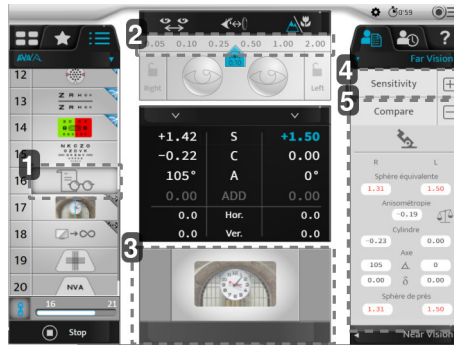 0:59
AWA
12
13
Z R H O V
14
15
N K C Z O
16
17
18
19
20
NVA
16 21
Stop
1
2
0.05 0.10 0.25 0.50 1.00 2.00
0.10
Right
Left
+1.42 S +1.50
-0.22 C 0.00
105° A 0°
0.00 ADD 0.00
0.0 Hor. 0.0
0.0 Ver. 0.0
3
?
Far Vision
4
Sensitivity
5
Compare
R L
Sphère équivalente
1.31 1.50
Anisométropie
-0.19
Cylindre
-0.23 0.00
Axe
105 0
0.00 δ 0.00
Sphère de près
1.31 1.50
Near Vision